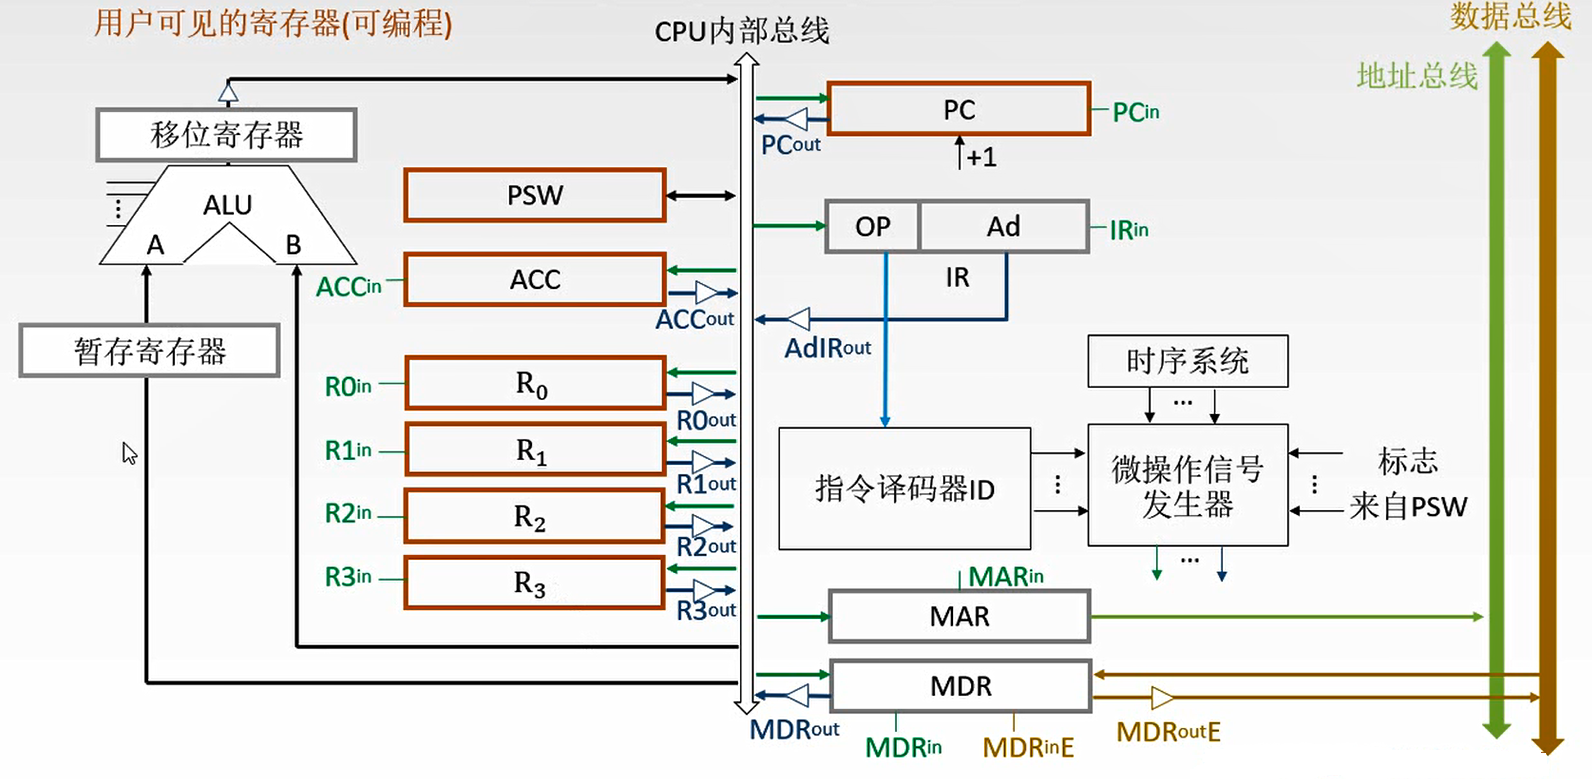 用户可见的寄存器(可编程)
CPU内部总线
数据总线
地址总线
移位寄存器
ALU
A
B
暂存寄存器
PSW
ACCin
ACC
ACCout
R0in
R₀
R0out
R1in
R₁
R1out
R2in
R₂
R2out
R3in
R₃
R3out
PC
PCin
PCout
+1
OP
Ad
IRin
IR
AdIRout
时序系统
...
指令译码器ID
⋮
微操作信号
发生器
⋮
标志
来自PSW
...
MARin
MAR
MDR
MDRout
MDRin
MDRinE
MDRoutE